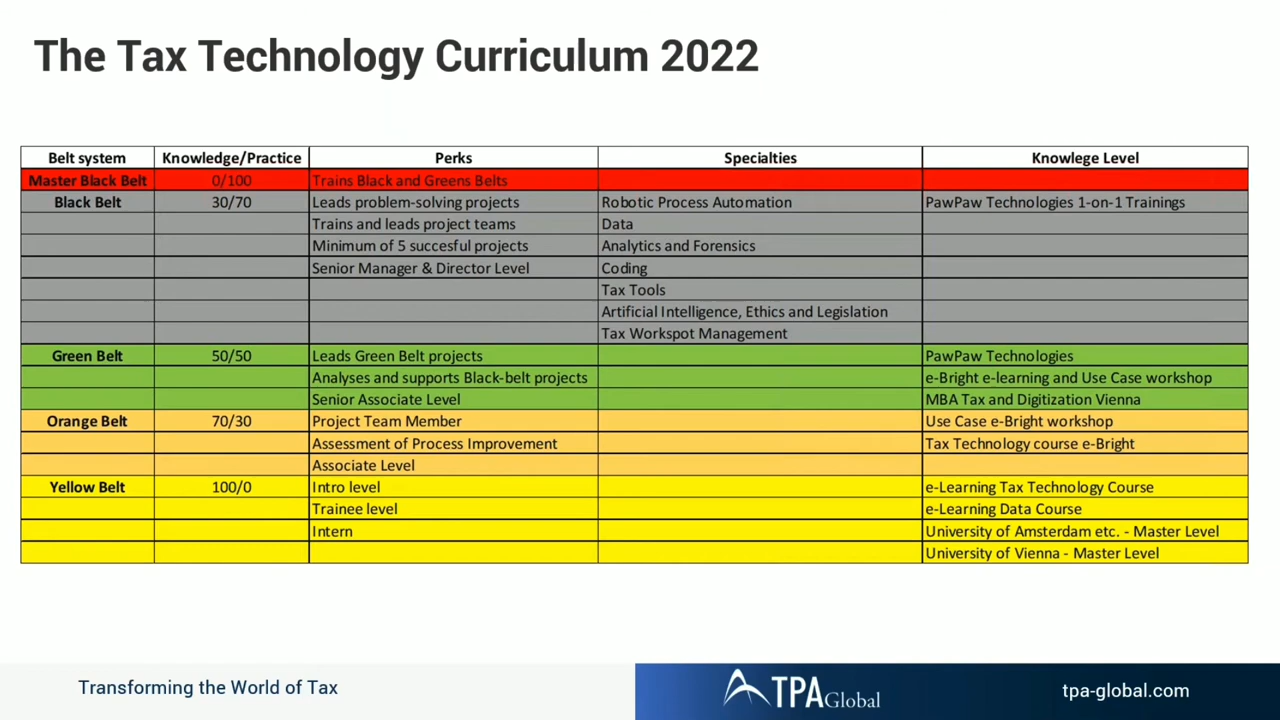 The Tax Technology Curriculum 2022
Belt system Knowledge/Practice Perks Specialties Knowlege Level
Master Black Belt 0/100 Trains Black and Greens Belts
Black Belt 30/70 Leads problem-solving projects Robotic Process Automation PawPaw Technologies 1-on-1 Trainings
Trains and leads project teams Data
Minimum of 5 succesful projects Analytics and Forensics
Senior Manager & Director Level Coding
Tax Tools
Artificial Intelligence, Ethics and Legislation
Tax Workspot Management
Green Belt 50/50 Leads Green Belt projects PawPaw Technologies
Analyses and supports Black-belt projects e-Bright e-learning and Use Case workshop
Senior Associate Level MBA Tax and Digitization Vienna
Orange Belt 70/30 Project Team Member Use Case e-Bright workshop
Assessment of Process Improvement Tax Technology course e-Bright
Associate Level
Yellow Belt 100/0 Intro level e-Learning Tax Technology Course
Trainee level e-Learning Data Course
Intern University of Amsterdam etc. - Master Level
University of Vienna - Master Level
Transforming the World of Tax TPA Global tpa-global.com